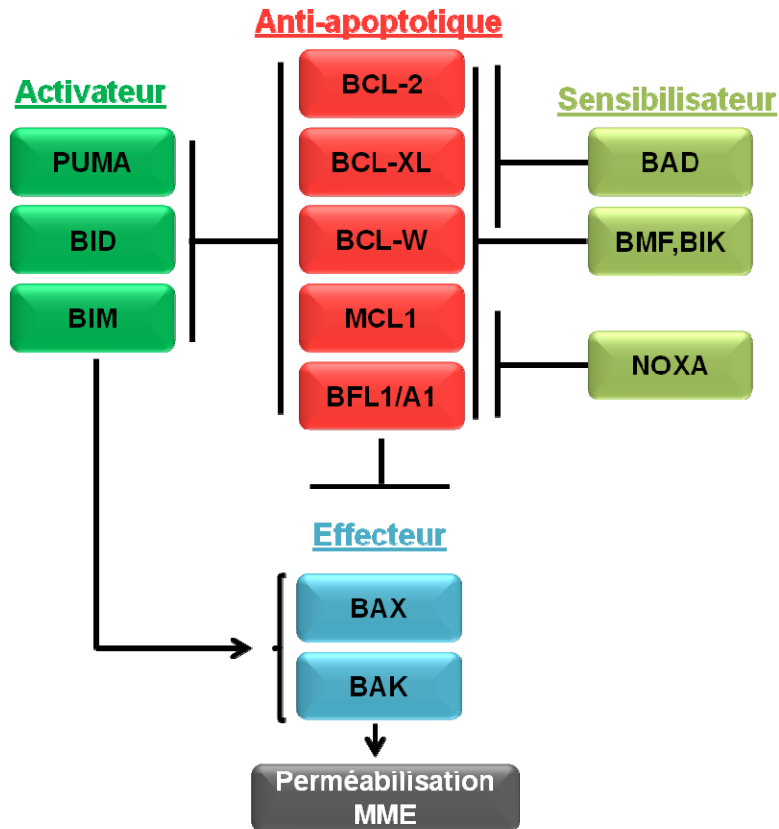 Anti-apoptotique
BCL-2
BCL-XL
BCL-W
MCL1
BFL1/A1
Activateur
PUMA
BID
BIM
Sensibilisateur
BAD
BMF,BIK
NOXA
Effecteur
BAX
BAK
Perméabilisation
MME